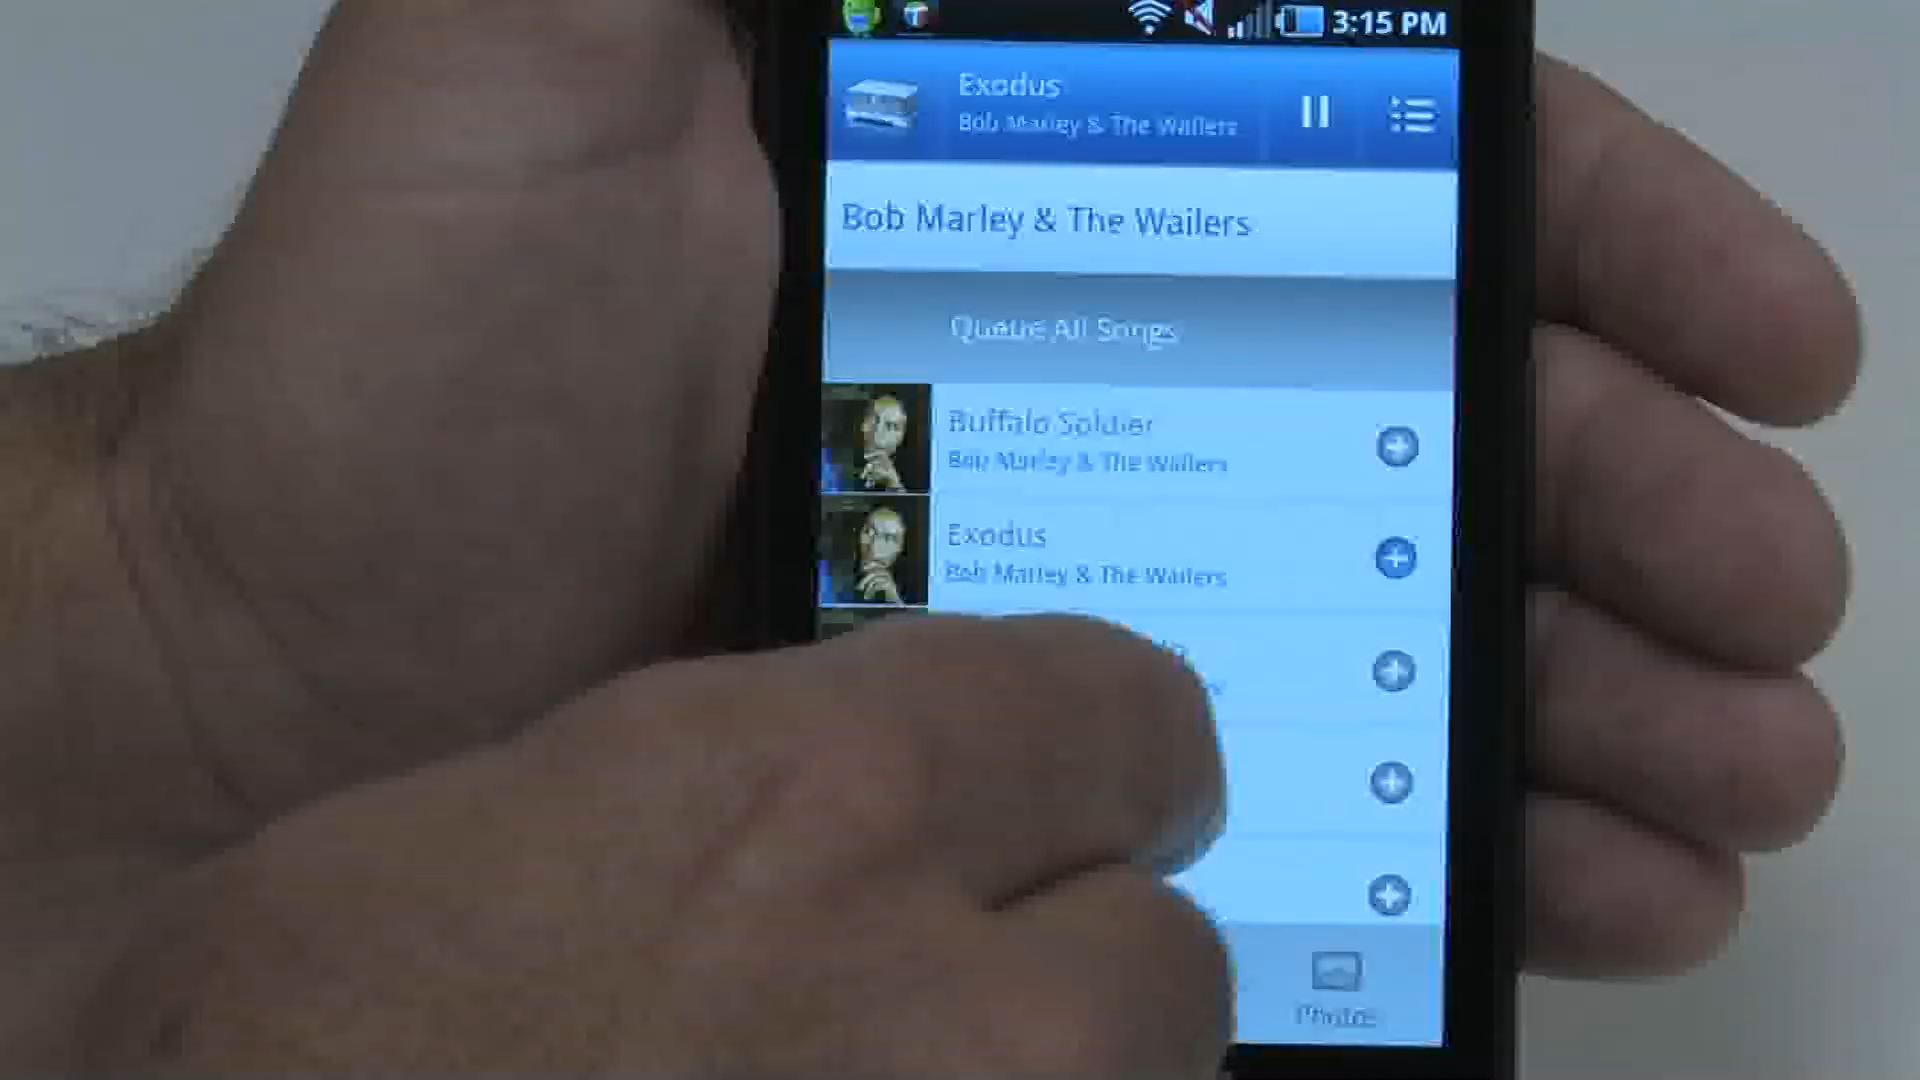 3:15 PM
Exodus
Bob Marley & The Wailers
Bob Marley & The Wailers
Queue All Songs
Buffalo Soldier
Bob Marley & The Wailers
Exodus
Bob Marley & The Wailers
Photos